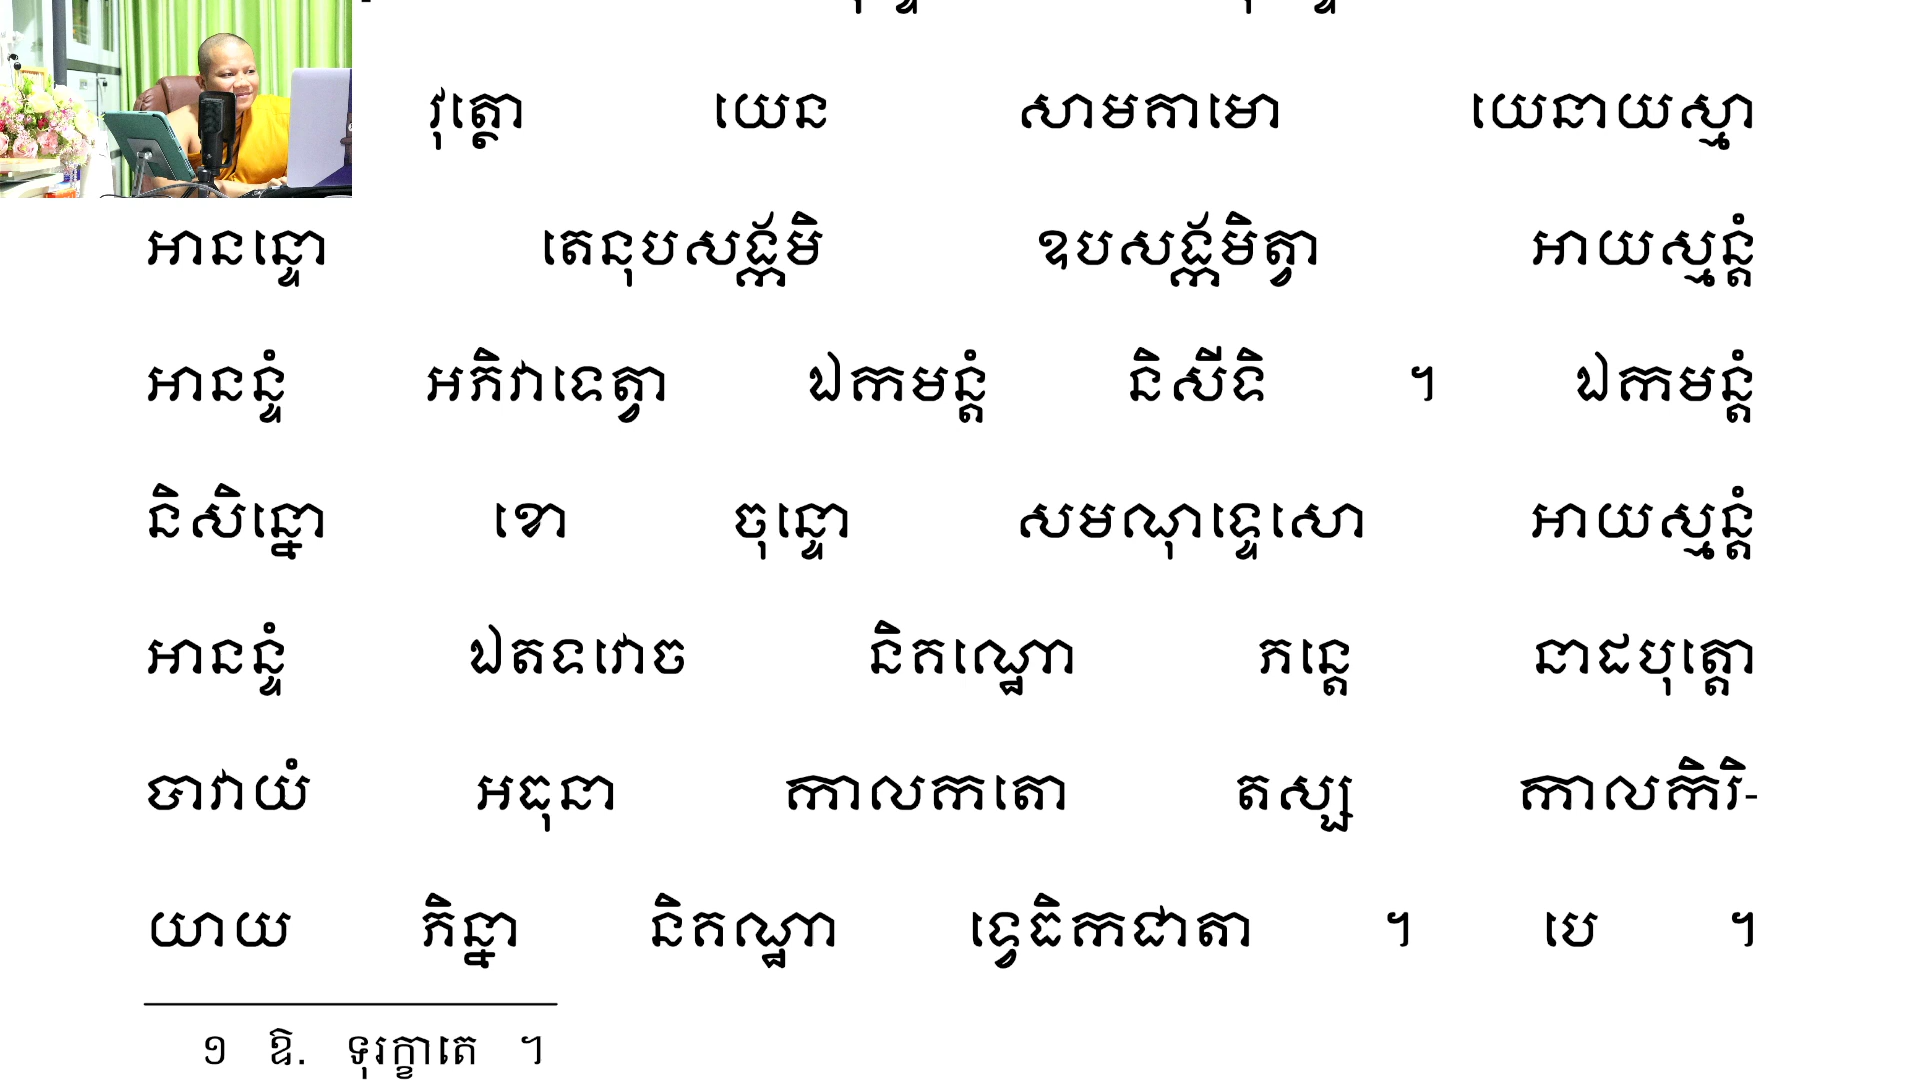 វុត្ថោ យេន សាមគាមោ យេនាយស្មា
អានន្ទោ តេនុបសង្កមិ ឧបសង្កមិត្វា អាយស្មន្តំ
អានន្ទំ អភិវាទេត្វា ឯកមន្តំ និសីទិ ។ ឯកមន្តំ
និសិន្នោ ខោ ចុន្ទោ សមណុទ្ទេសោ អាយស្មន្តំ
អានន្ទំ ឯតទវោច និគណ្ឋោ ភន្តេ នាដបុត្តោ
បាវាយំ អធុនា កាលកតោ តស្ស កាលកិរិ-
យាយ ភិន្នា និគណ្ឋា ទ្វេធិកជាតា ។ បេ ។
១ ឱ. ទុរក្ខាតេ ។